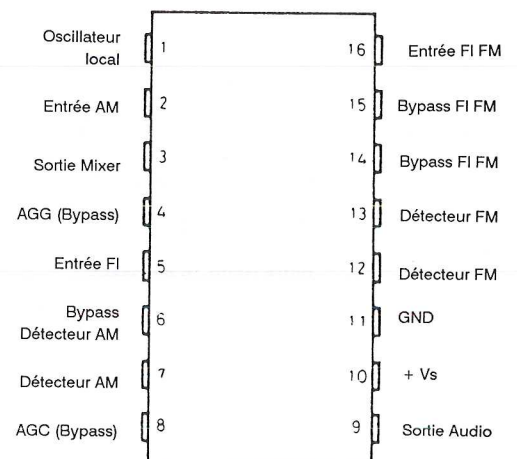 Oscillateur
local
1
16
Entrée FI FM
Entrée AM
2
15
Bypass FI FM
Sortie Mixer
3
14
Bypass FI FM
AGG (Bypass)
4
13
Détecteur FM
Entrée FI
5
12
Détecteur FM
Bypass
Détecteur AM
6
11
GND
Détecteur AM
7
10
+ Vs
AGC (Bypass)
8
9
Sortie Audio